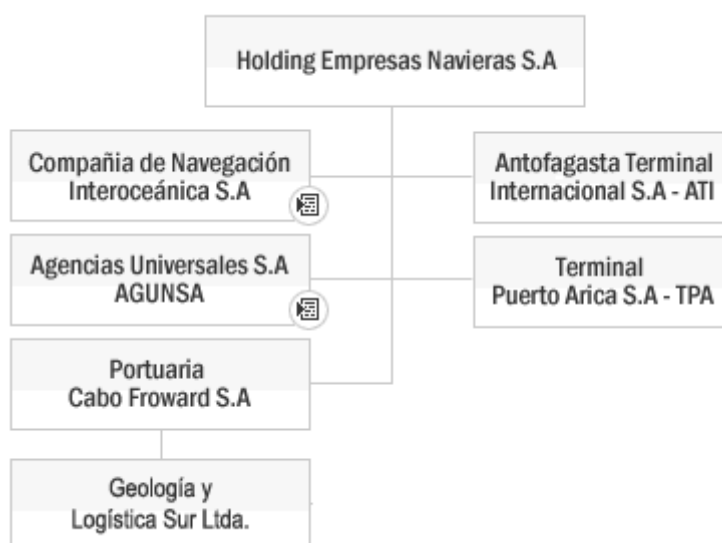 Holding Empresas Navieras S.A
Compañia de Navegación
Interoceánica S.A
Antofagasta Terminal
Internacional S.A - ATI
Agencias Universales S.A
AGUNSA
Terminal
Puerto Arica S.A - TPA
Portuaria
Cabo Froward S.A
Geología y
Logística Sur Ltda.